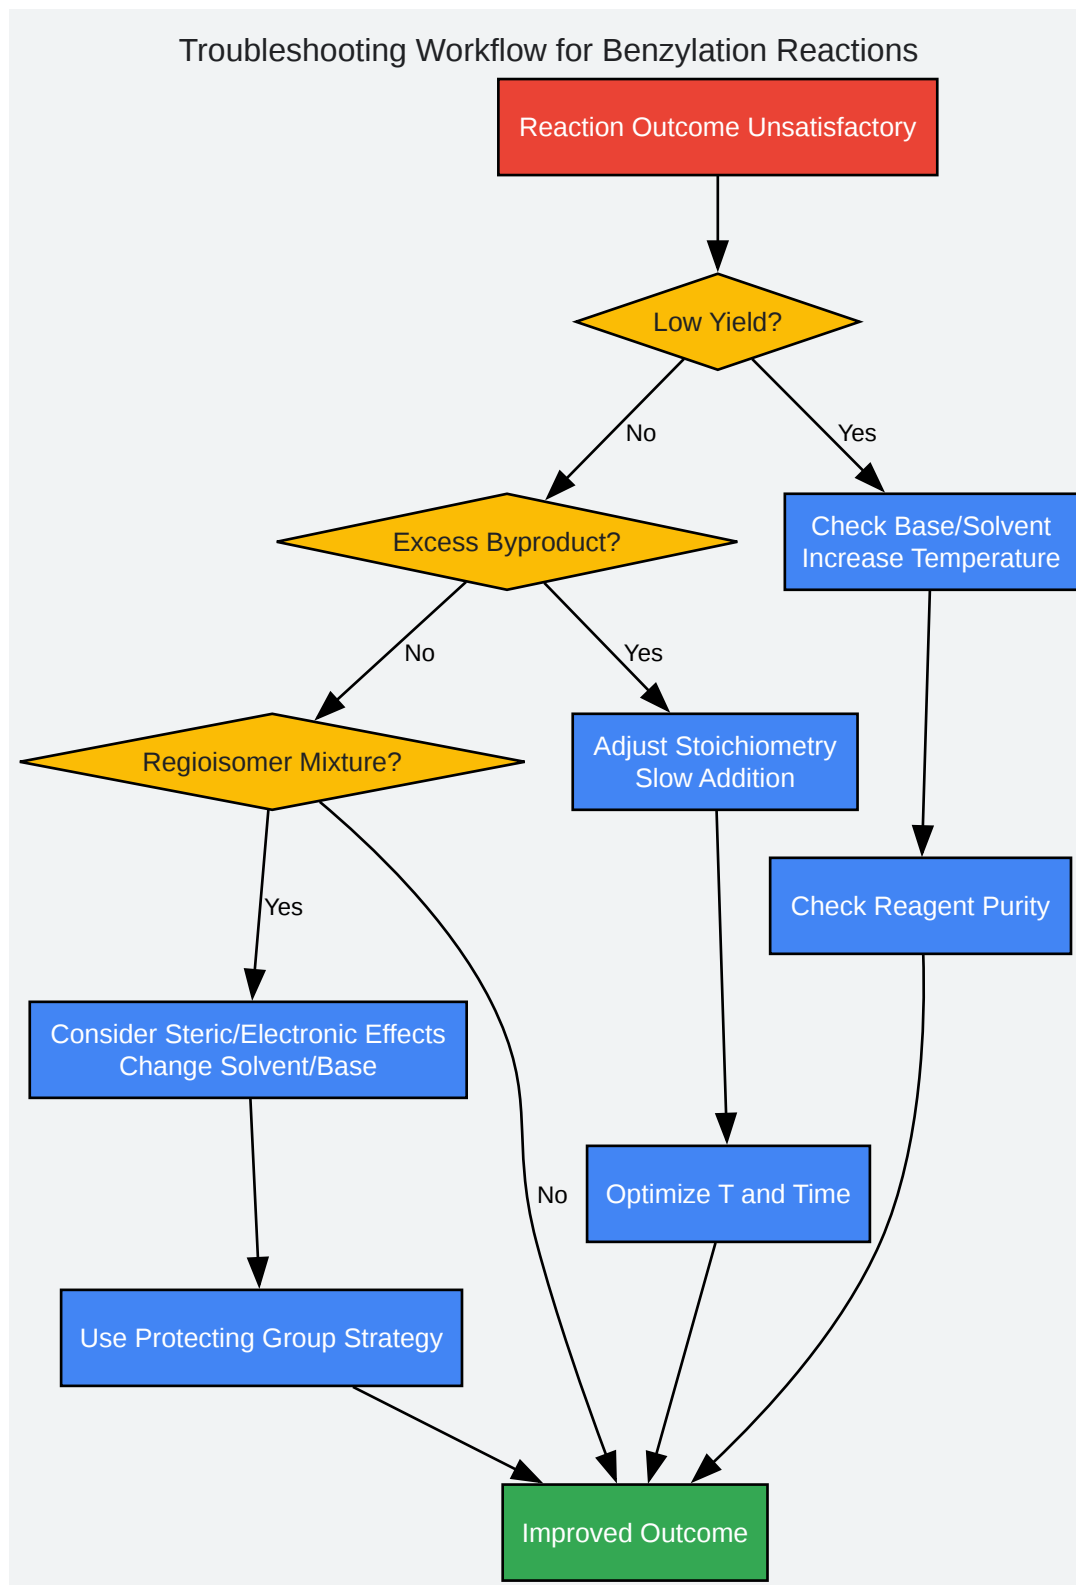 Troubleshooting Workflow for Benzylation Reactions
Reaction Outcome Unsatisfactory
Low Yield?
No
Yes
Excess Byproduct?
Check Base/Solvent
Increase Temperature
No
Yes
Regioisomer Mixture?
Adjust Stoichiometry
Slow Addition
Yes
Check Reagent Purity
Consider Steric/Electronic Effects
Change Solvent/Base
No
Optimize T and Time
Use Protecting Group Strategy
Improved Outcome